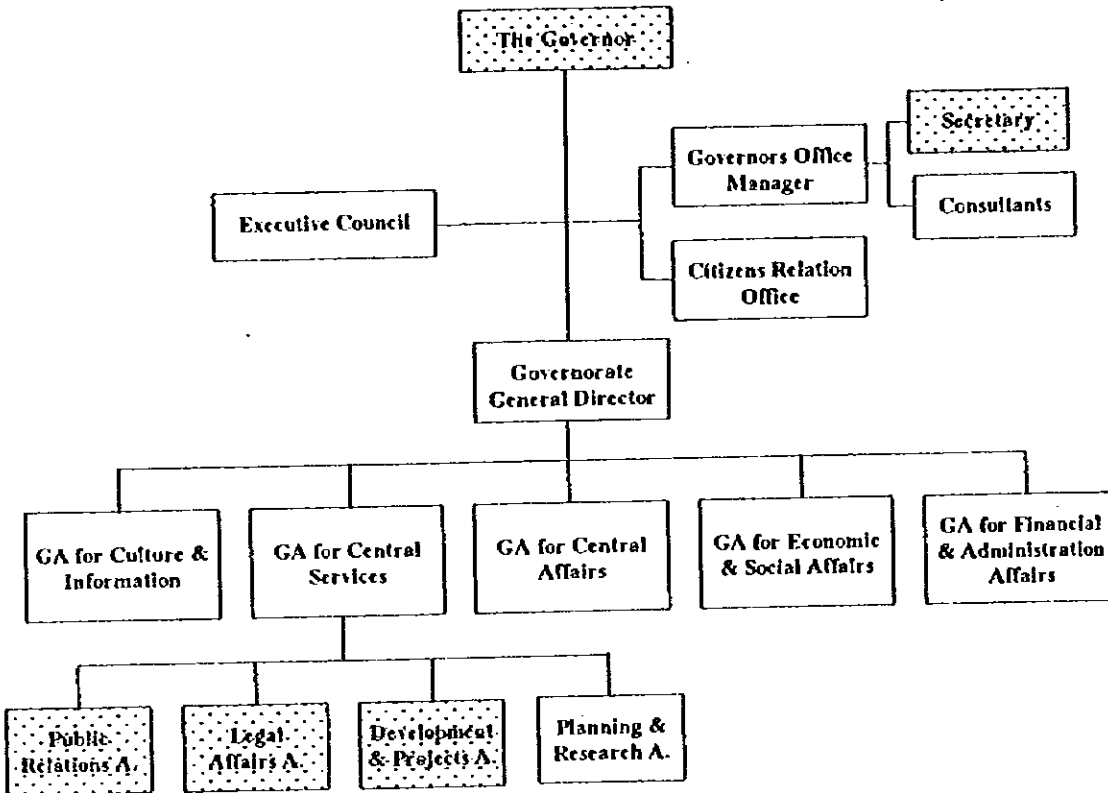 The Governor
Secretary
Governors Office
Manager
Consultants
Executive Council
Citizens Relation
Office
Governorate
General Director
GA for Culture &
Information
GA for Central
Services
GA for Central
Affairs
GA for Economic
& Social Affairs
GA for Financial
& Administration
Affairs
Public
Relations A.
Legal
Affairs A.
Development
& Projects A.
Planning &
Research A.